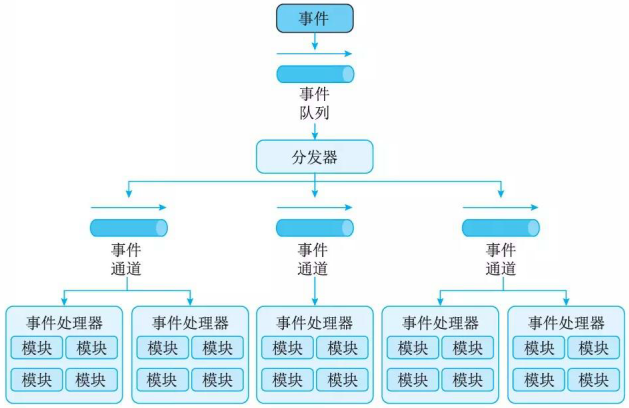 事件
事件
队列
分发器
事件
通道
事件
通道
事件
通道
事件处理器
模块 模块
模块 模块
事件处理器
模块 模块
模块 模块
事件处理器
模块 模块
模块 模块
事件处理器
模块 模块
模块 模块
事件处理器
模块 模块
模块 模块